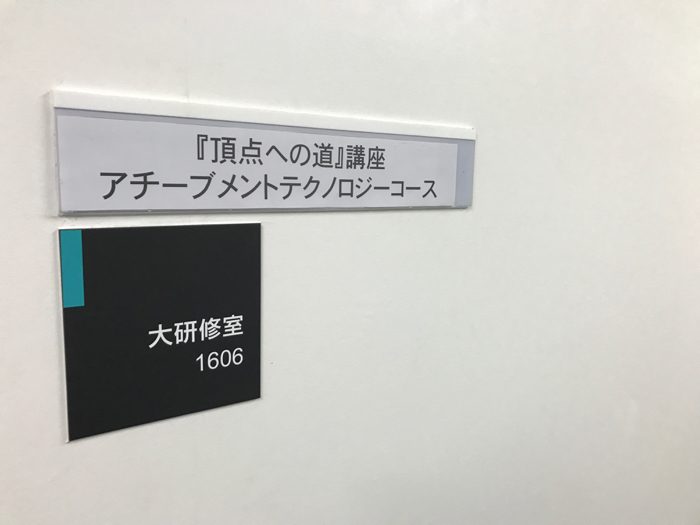 『頂点への道』講座
アチーブメントテクノロジーコース
大研修室
1606